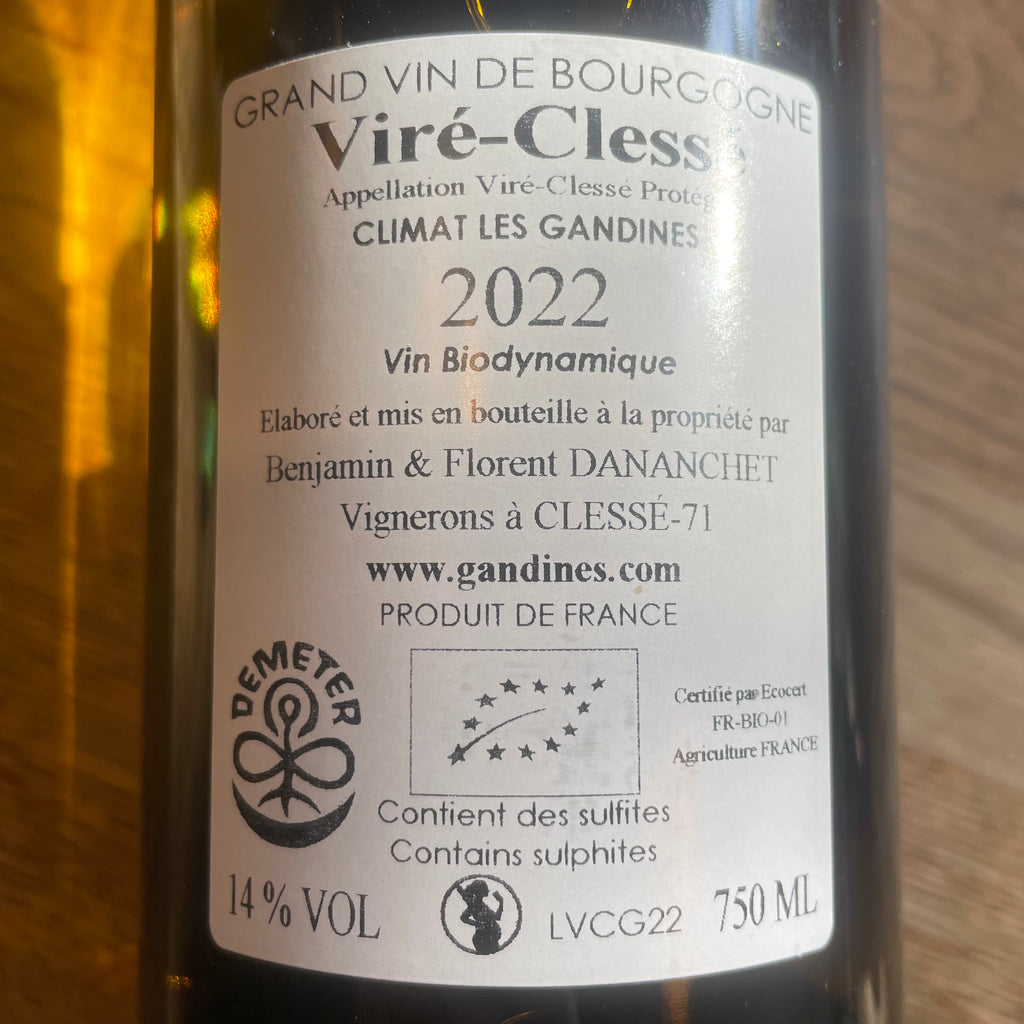 GRAND VIN DE BOURGOGNE
Viré-Clessé
Appellation Viré-Clessé Protégée
CLIMAT LES GANDINES
2022
Vin Biodynamique
Elaboré et mis en bouteille à la propriété par
Benjamin & Florent DANANCHET
Vignerons à CLESSÉ-71
www.gandines.com
PRODUIT DE FRANCE
DEMETER
Certifié par Ecocert
FR-BIO-01
Agriculture FRANCE
Contient des sulfites
Contains sulphites
14 % VOL
LVCG22
750 ML